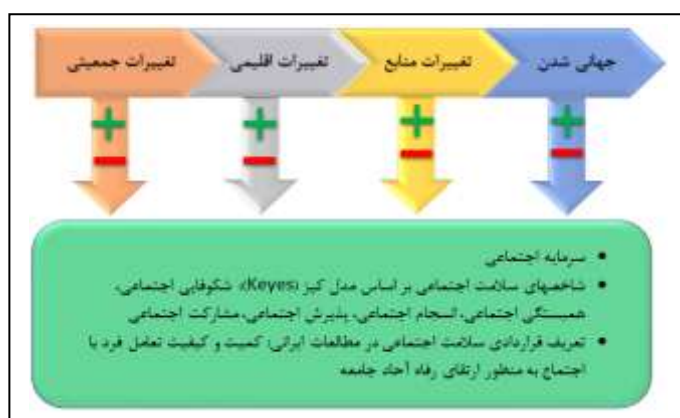 جهانی شدن
تغییرات منابع
تغییرات اقلیمی
تغییرات جمعیتی
+ + + +
- - - -
• سرمایه اجتماعی
• شاخصهای سلامت اجتماعی بر اساس مدل کیز (Keyes): شکوفایی اجتماعی،
همبستگی اجتماعی، انسجام اجتماعی، پذیرش اجتماعی، مشارکت اجتماعی
• تعریف قراردادی سلامت اجتماعی در مطالعات ایرانی: کمیت و کیفیت تعامل فرد با
اجتماع به منظور ارتقای رفاه آحاد جامعه